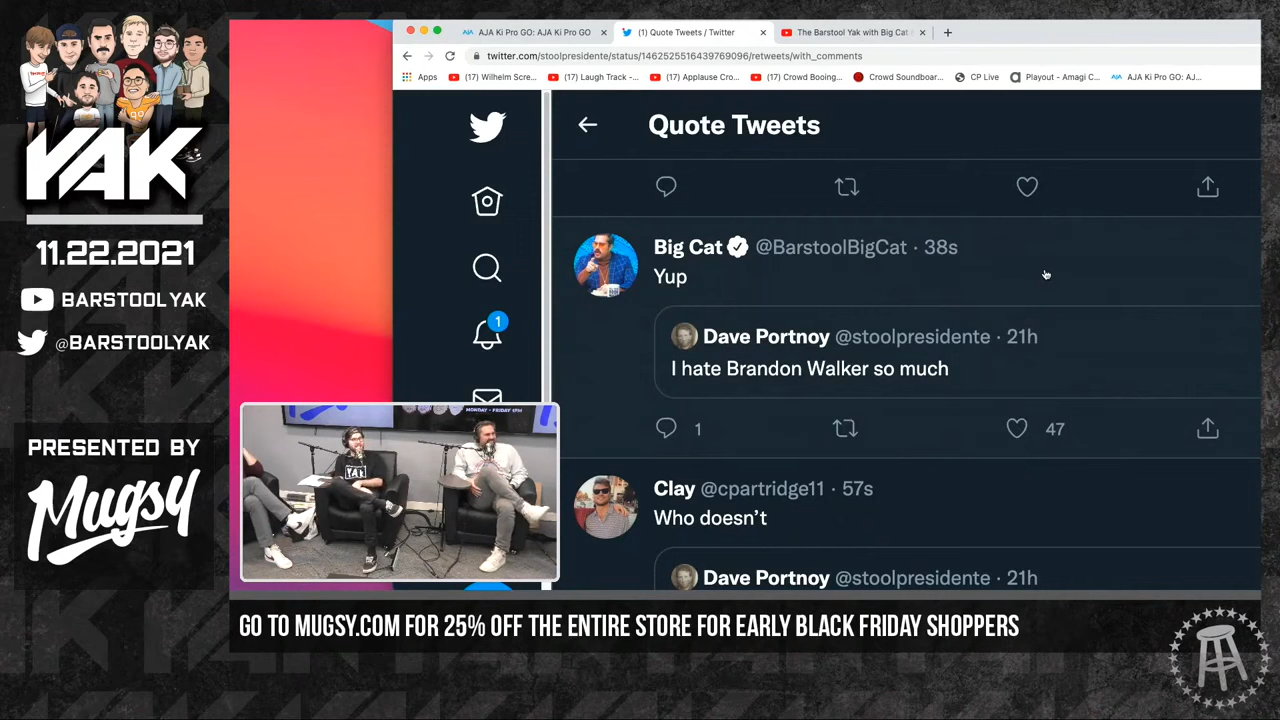 YAK
11.22.2021
BARSTOOL YAK
@BARSTOOLYAK
PRESENTED BY
Mugsy
AJA Ki Pro GO: AJA Ki Pro GO
(1) Quote Tweets / Twitter
The Barstool Yak with Big Cat
twitter.com/stoolpresidente/status/1462525516439769096/retweets/with_comments
Apps
(17) Wilhelm Scre...
(17) Laugh Track -...
(17) Applause Cro...
(17) Crowd Booing...
Crowd Soundboar...
CP Live
Playout - Amagi C...
AJA Ki Pro GO: AJ...
Quote Tweets
Big Cat @BarstoolBigCat · 38s
Yup
Dave Portnoy @stoolpresidente · 21h
I hate Brandon Walker so much
1
47
Clay @cpartridge11 · 57s
Who doesn't
Dave Portnoy @stoolpresidente · 21h
1
MONDAY - FRIDAY 1PM
YAK
GO TO MUGSY.COM FOR 25% OFF THE ENTIRE STORE FOR EARLY BLACK FRIDAY SHOPPERS